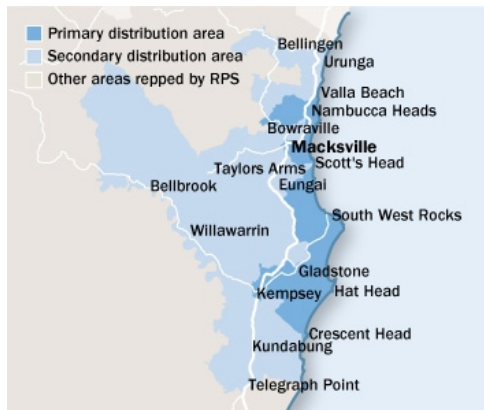 Primary distribution area
Secondary distribution area
Other areas repped by RPS
Bellingen
Urunga
Valla Beach
Nambucca Heads
Bowraville
Macksville
Scott's Head
Taylors Arms
Eungai
Bellbrook
South West Rocks
Willawarrin
Gladstone
Kempsey
Hat Head
Crescent Head
Kundabung
Telegraph Point